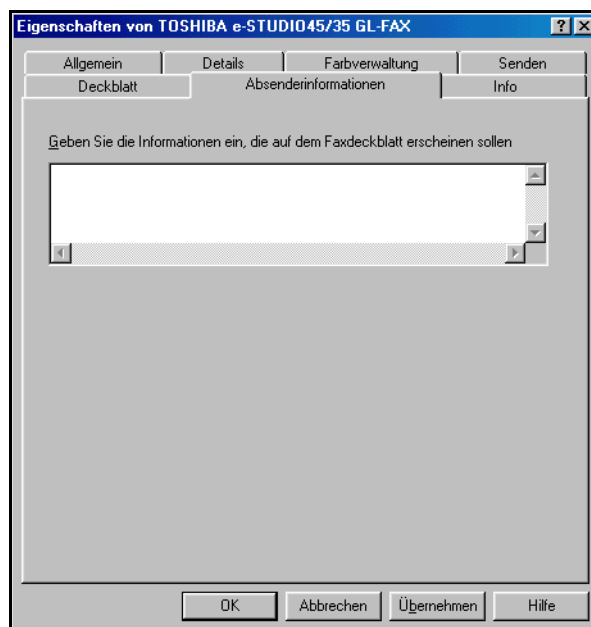 Eigenschaften von TOSHIBA e-STUDIO45/35 GL-FAX
Allgemein Details Farbverwaltung Senden
Deckblatt Absenderinformationen Info
Geben Sie die Informationen ein, die auf dem Faxdeckblatt erscheinen sollen
OK Abbrechen Übernehmen Hilfe